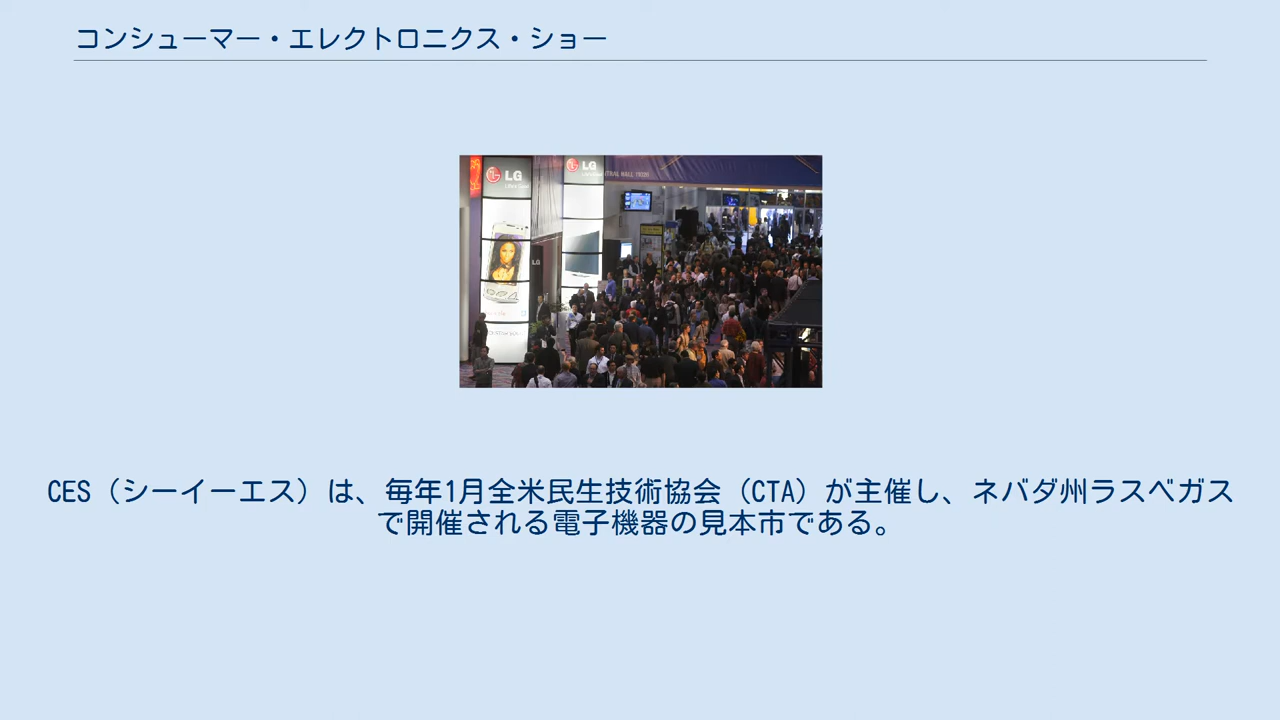 コンシューマー・エレクトロニクス・ショー
LG
LG
LG
CES（シーイーエス）は、毎年1月全米民生技術協会（CTA）が主催し、ネバダ州ラスベガス
で開催される電子機器の見本市である。